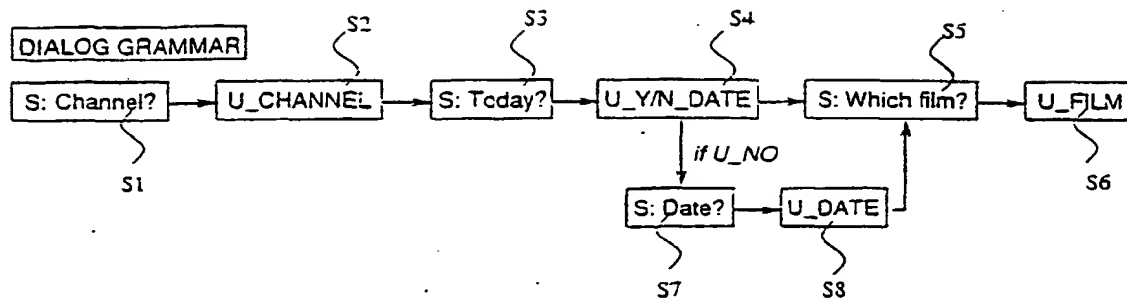 S2 S3 S4 S5
DIALOG GRAMMAR
S: Channel? U_CHANNEL S: Today? U_Y/N_DATE S: Which film? U_FILM
if U_NO
S1 S6
S: Date? U_DATE
S7 S8